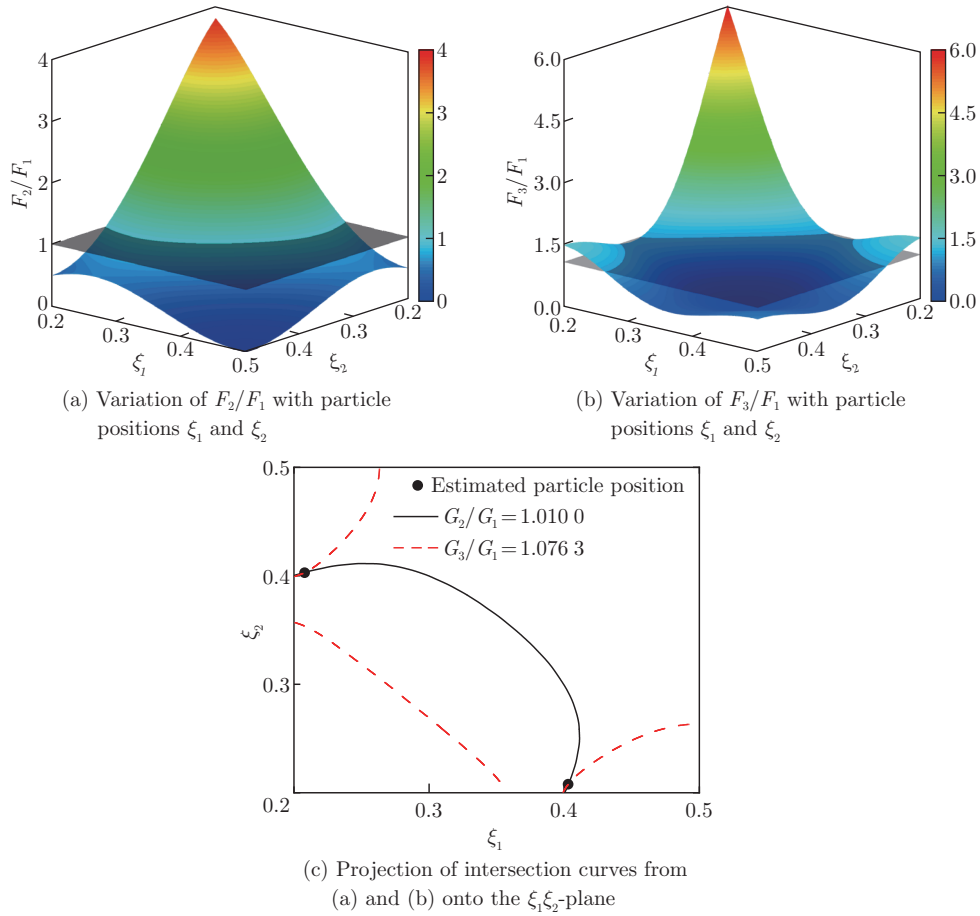 4
3
2
1
0
F₂/F₁
0.2
0.3
0.4
0.5
ξ₁
0.4
0.3
0.2
ξ₂
4
3
2
1
0
(a) Variation of F₂/F₁ with particle
positions ξ₁ and ξ₂
6.0
4.5
3.0
1.5
0.0
F₃/F₁
0.2
0.3
0.4
0.5
ξ₁
0.4
0.3
0.2
ξ₂
6.0
4.5
3.0
1.5
0.0
(b) Variation of F₃/F₁ with particle
positions ξ₁ and ξ₂
0.5
0.4
0.3
0.2
ξ₂
Estimated particle position
G₂/G₁=1.010 0
G₃/G₁=1.076 3
0.3
0.4
0.5
ξ₁
(c) Projection of intersection curves from
(a) and (b) onto the ξ₁ξ₂-plane